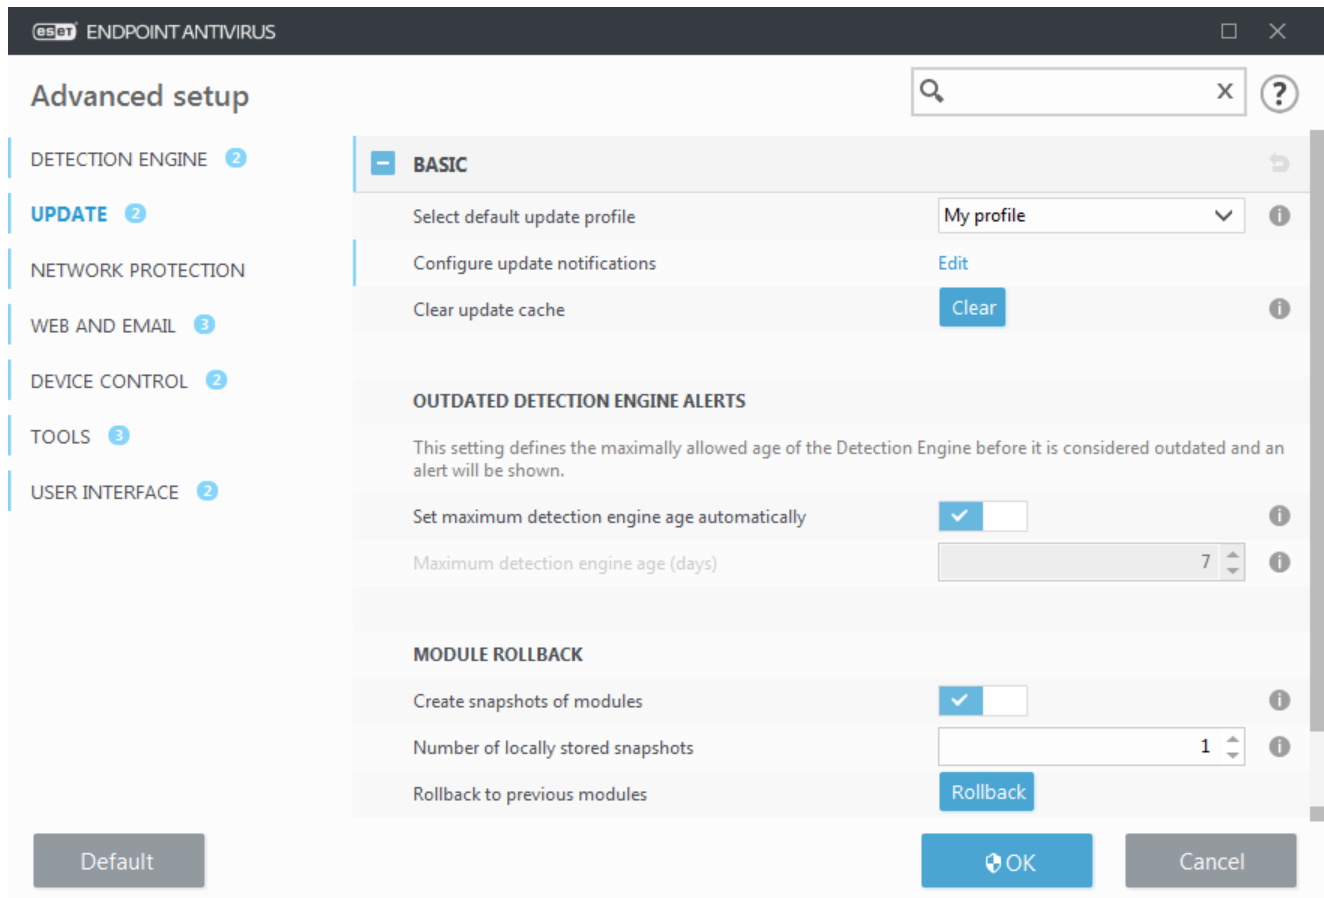 eset ENDPOINT ANTIVIRUS
Advanced setup
x
?
DETECTION ENGINE 2
UPDATE 2
NETWORK PROTECTION
WEB AND EMAIL 3
DEVICE CONTROL 2
TOOLS 3
USER INTERFACE 2
BASIC
Select default update profile My profile
Configure update notifications Edit
Clear update cache Clear
OUTDATED DETECTION ENGINE ALERTS
This setting defines the maximally allowed age of the Detection Engine before it is considered outdated and an
alert will be shown.
Set maximum detection engine age automatically
Maximum detection engine age (days) 7
MODULE ROLLBACK
Create snapshots of modules
Number of locally stored snapshots 1
Rollback to previous modules Rollback
Default OK Cancel